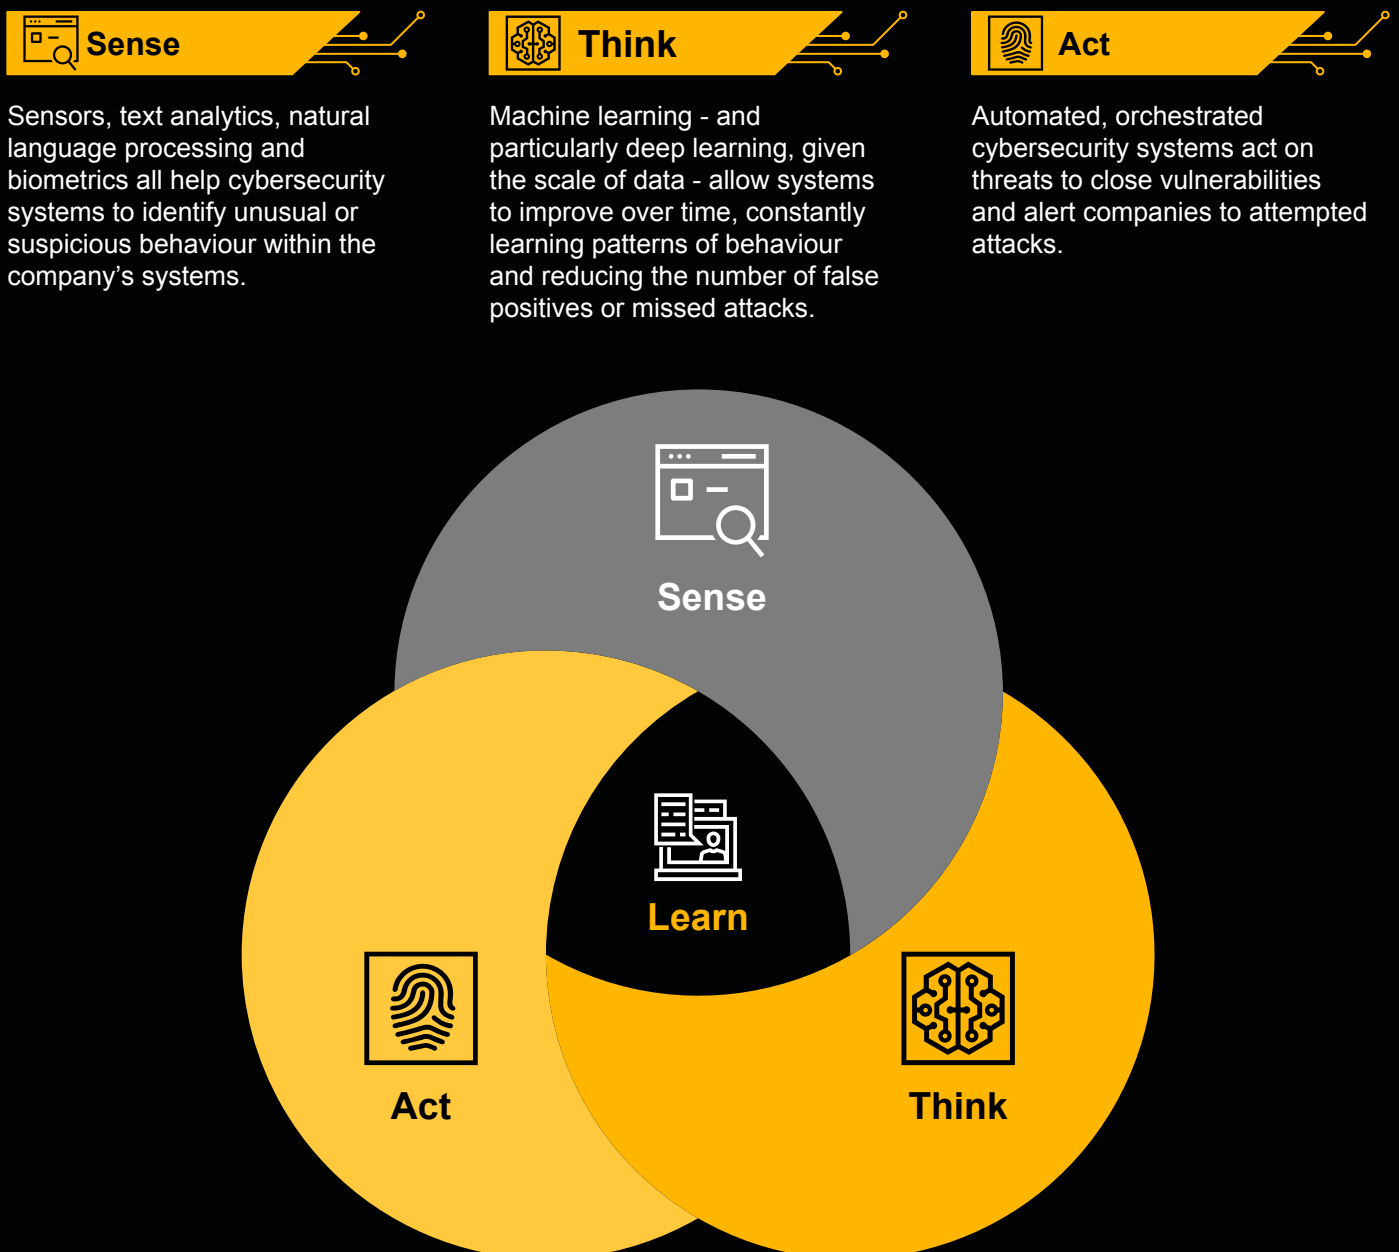 Sense
Sensors, text analytics, natural
language processing and
biometrics all help cybersecurity
systems to identify unusual or
suspicious behaviour within the
company’s systems.
Think
Machine learning - and
particularly deep learning, given
the scale of data - allow systems
to improve over time, constantly
learning patterns of behaviour
and reducing the number of false
positives or missed attacks.
Act
Automated, orchestrated
cybersecurity systems act on
threats to close vulnerabilities
and alert companies to attempted
attacks.
Sense
Learn
Act
Think